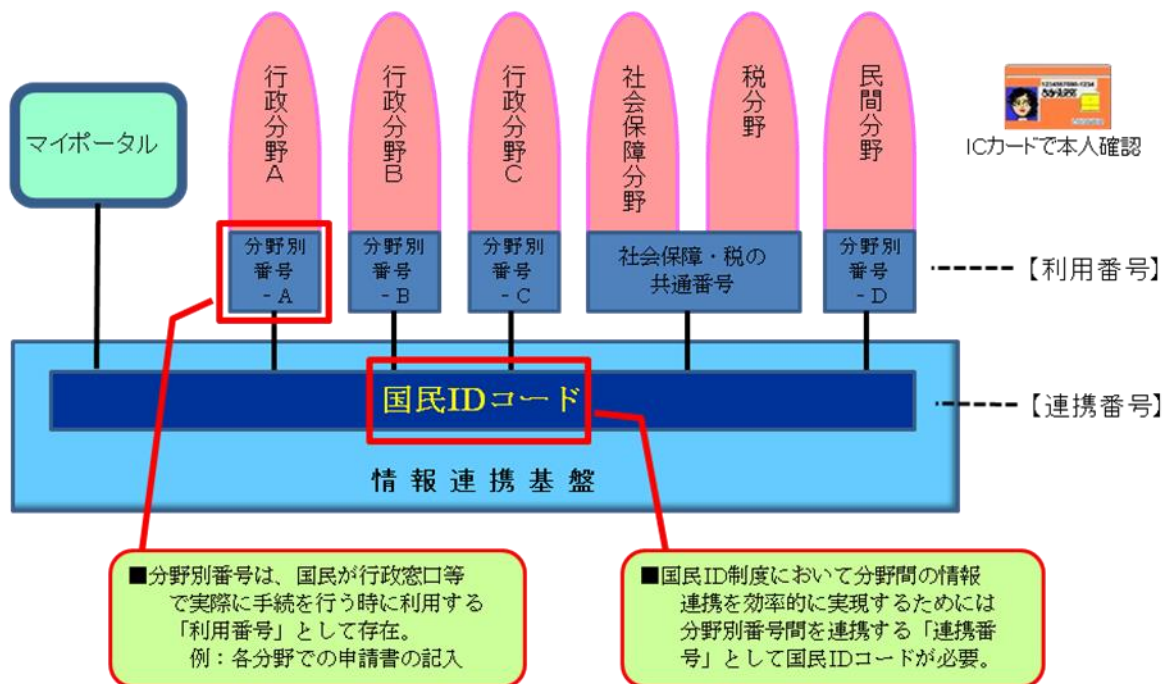 マイポータル
行政分野A
行政分野B
行政分野C
社会保障分野
税分野
民間分野
ICカードで本人確認
分野別
番号
- A
分野別
番号
- B
分野別
番号
- C
社会保障・税の
共通番号
分野別
番号
- D
【利用番号】
国民IDコード
【連携番号】
情報連携基盤
■分野別番号は、国民が行政窓口等
で実際に手続を行う時に利用する
「利用番号」として存在。
例：各分野での申請書の記入
■国民ID制度において分野間の情報
連携を効率的に実現するためには
分野別番号間を連携する「連携番
号」として国民IDコードが必要。